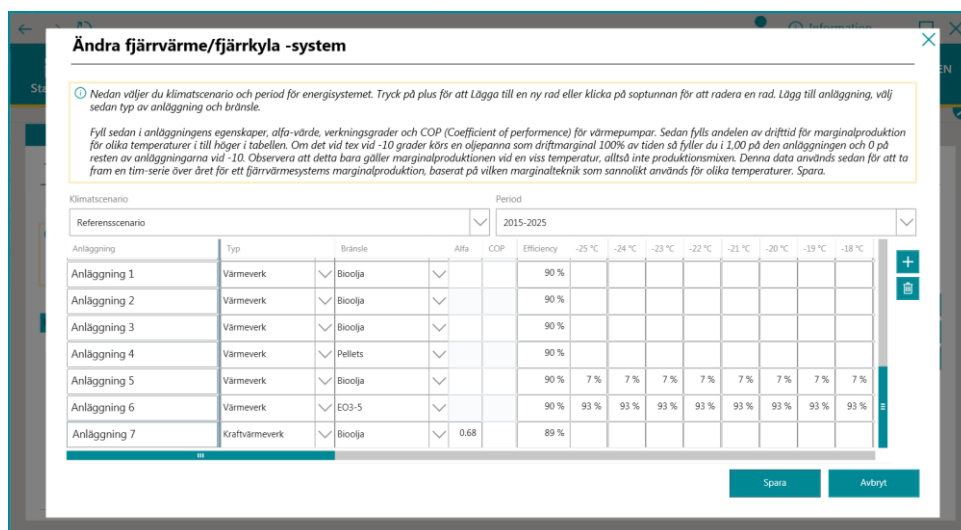 Information
Ändra fjärrvärme/fjärrkyla -system
EN
Sta
Nedan väljer du klimatscenario och period för energisystemet. Tryck på plus för att Lägga till en ny rad eller klicka på soptunnan för att radera en rad. Lägg till anläggning, välj
sedan typ av anläggning och bränsle.
Fyll sedan i anläggningens egenskaper, alfa-värde, verkningsgrader och COP (Coefficient of performence) för värmepumpar. Sedan fylls andelen av drifttid för marginalproduktion
för olika temperaturer i till höger i tabellen. Om det vid tex vid -10 grader körs en oljepanna som driftmarginal 100% av tiden så fyller du i 1,00 på den anläggningen och 0 på
resten av anläggningarna vid -10. Observera att detta bara gäller marginalproduktionen vid en viss temperatur, alltså inte produktionsmixen. Denna data används sedan för att ta
fram en tim-serie över året för ett fjärrvärmesystems marginalproduktion, baserat på vilken marginalteknik som sannolikt används för olika temperaturer. Spara.
Klimatscenario Period
Referensscenario 2015-2025
Anläggning Typ Bränsle Alfa COP Efficiency -25 °C -24 °C -23 °C -22 °C -21 °C -20 °C -19 °C -18 °C
Anläggning 1 Värmeverk Bioolja 90 %
Anläggning 2 Värmeverk Bioolja 90 %
Anläggning 3 Värmeverk Bioolja 90 %
Anläggning 4 Värmeverk Pellets 90 %
Anläggning 5 Värmeverk Bioolja 90 % 7 % 7 % 7 % 7 % 7 % 7 % 7 % 7 %
Anläggning 6 Värmeverk EO3-5 90 % 93 % 93 % 93 % 93 % 93 % 93 % 93 % 93 %
Anläggning 7 Kraftvärmeverk Bioolja 0.68 89 %
Spara Avbryt